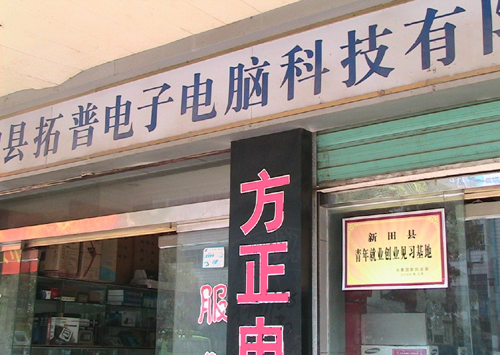 县拓普电子电脑科技有限
方正电
服
新田县
青年就业创业见习基地